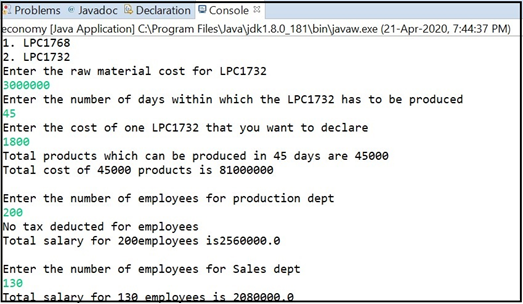 Problems @ Javadoc Declaration Console
economy [Java Application] C:\Program Files\Java\jdk1.8.0_181\bin\javaw.exe (21-Apr-2020, 7:44:37 PM)
1. LPC1768
2. LPC1732
Enter the raw material cost for LPC1732
3000000
Enter the number of days within which the LPC1732 has to be produced
45
Enter the cost of one LPC1732 that you want to declare
1800
Total products which can be produced in 45 days are 45000
Total cost of 45000 products is 81000000
Enter the number of employees for production dept
200
No tax deducted for employees
Total salary for 200employees is2560000.0
Enter the number of employees for Sales dept
130
Total salary for 130 employees is 2080000.0